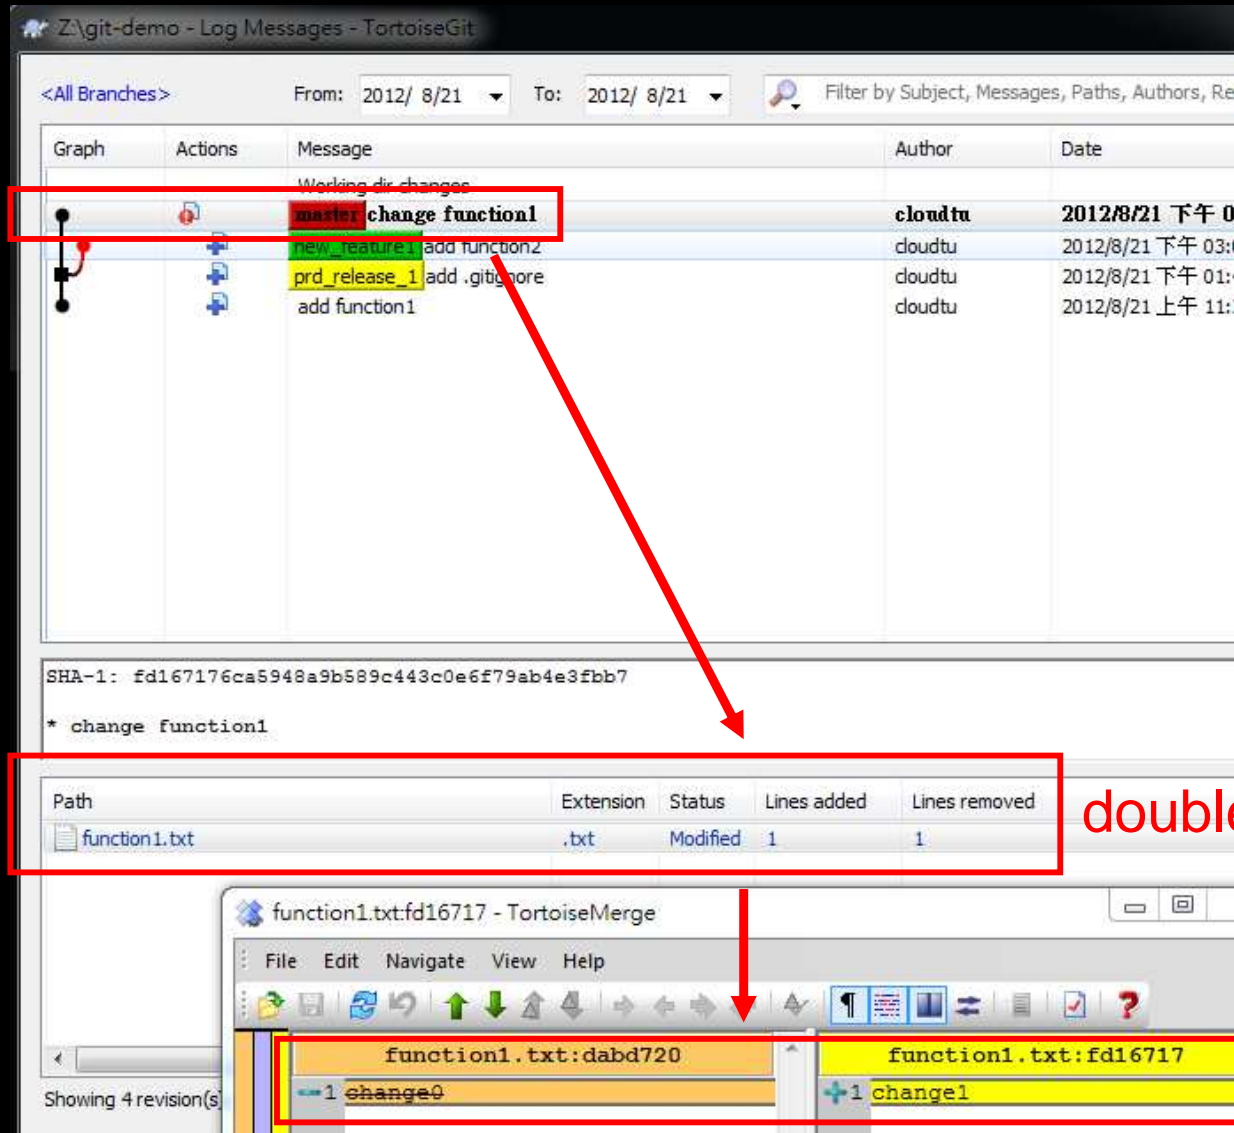 Z:\git-demo - Log Messages - TortoiseGit
<All Branches> From: 2012/ 8/21 To: 2012/ 8/21 Filter by Subject, Messages, Paths, Authors, Re
Graph Actions Message Author Date
Working dir changes
master change function1 cloudtu 2012/8/21 下午 0
new_feature1 add function2 cloudtu 2012/8/21 下午 03:
prd_release_1 add .gitignore cloudtu 2012/8/21 下午 01:
add function1 cloudtu 2012/8/21 上午 11:
SHA-1: fd167176ca5948a9b589c443c0e6f79ab4e3fbb7
* change function1
Path Extension Status Lines added Lines removed
function1.txt .txt Modified 1 1
double
function1.txt:fd16717 - TortoiseMerge
File Edit Navigate View Help
function1.txt:dabd720 function1.txt:fd16717
1 change0 1 change1
Showing 4 revision(s)